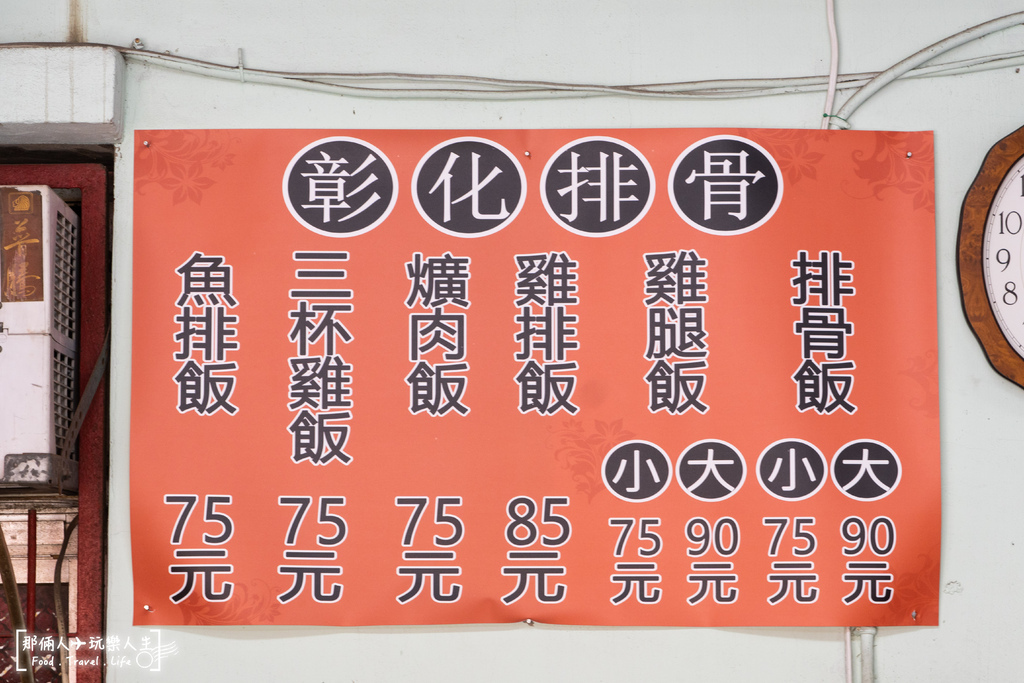 彰化排骨
排骨飯
大 90元
小 75元
雞腿飯
大 90元
小 75元
雞排飯
85元
爌肉飯
75元
三杯雞飯
75元
魚排飯
75元
普騰
10
9
8
那倆人玩樂人生
Food . Travel . Life